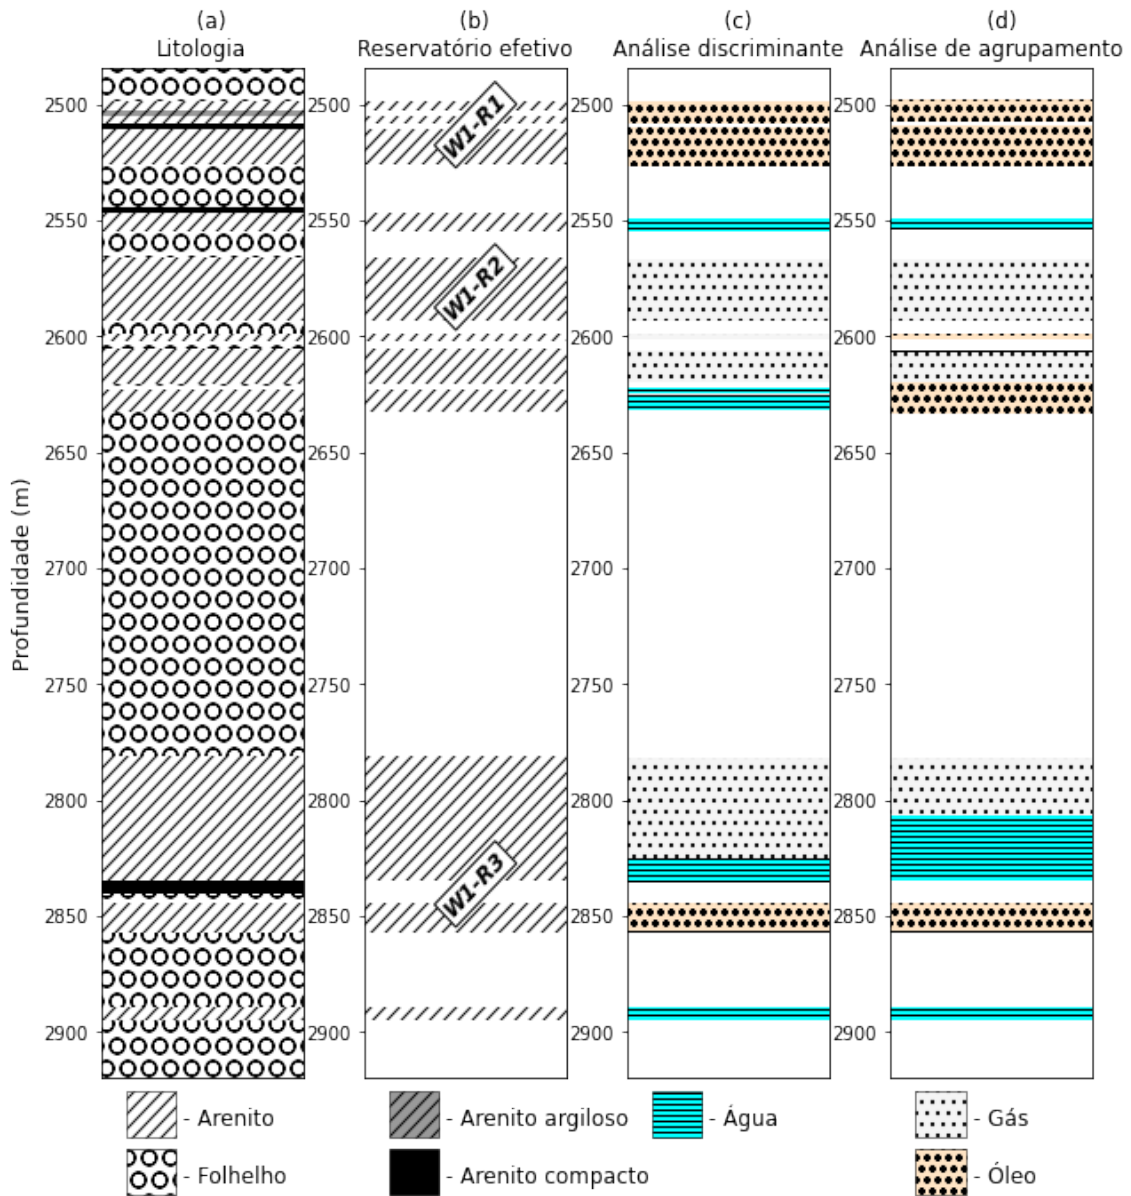 (a)
Litologia
(b)
Reservatório efetivo
(c)
Análise discriminante
(d)
Análise de agrupamento
Profundidade (m)
2500
2550
2600
2650
2700
2750
2800
2850
2900
W1-R1
W1-R2
W1-R3
2500
2550
2600
2650
2700
2750
2800
2850
2900
2500
2550
2600
2650
2700
2750
2800
2850
2900
2500
2550
2600
2650
2700
2750
2800
2850
2900
- Arenito
- Arenito argiloso
- Água
- Gás
- Folhelho
- Arenito compacto
- Óleo